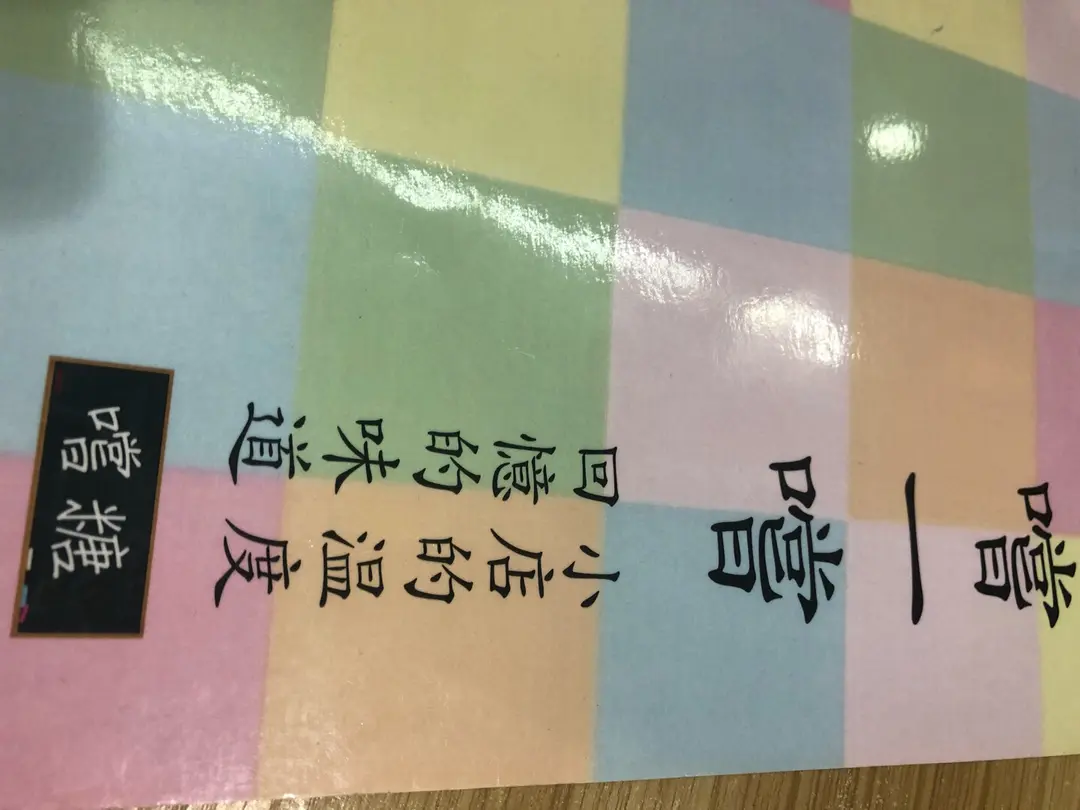 嚐一嚐
小店的溫度
回憶的味道
嚐糖